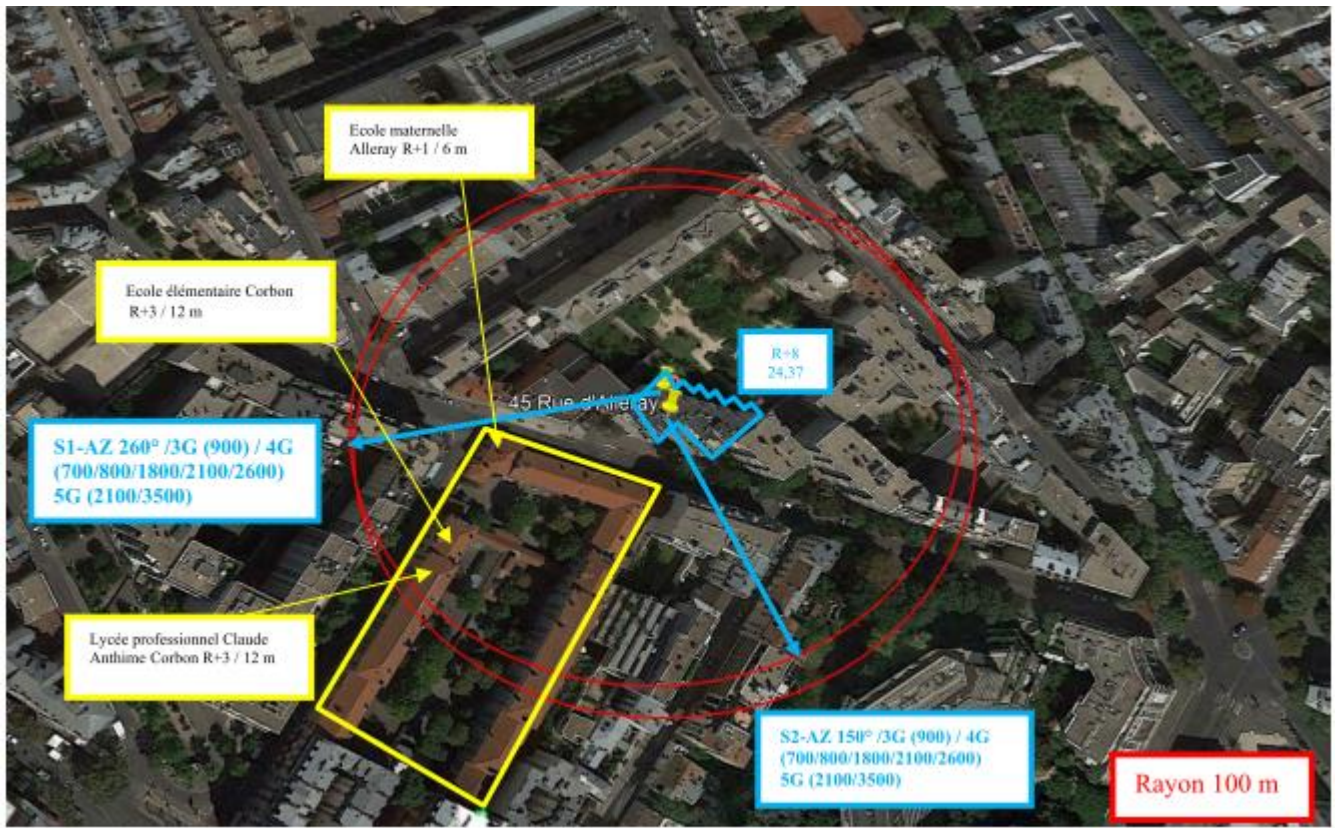 Ecole maternelle
Alleray R+1 / 6 m
Ecole élémentaire Corbon
R+3 / 12 m
R+8
24,37
45 Rue d'Alleray
S1-AZ 260° /3G (900) / 4G
(700/800/1800/2100/2600)
5G (2100/3500)
Lycée professionnel Claude
Anthime Corbon R+3 / 12 m
S2-AZ 150° /3G (900) / 4G
(700/800/1800/2100/2600)
5G (2100/3500)
Rayon 100 m